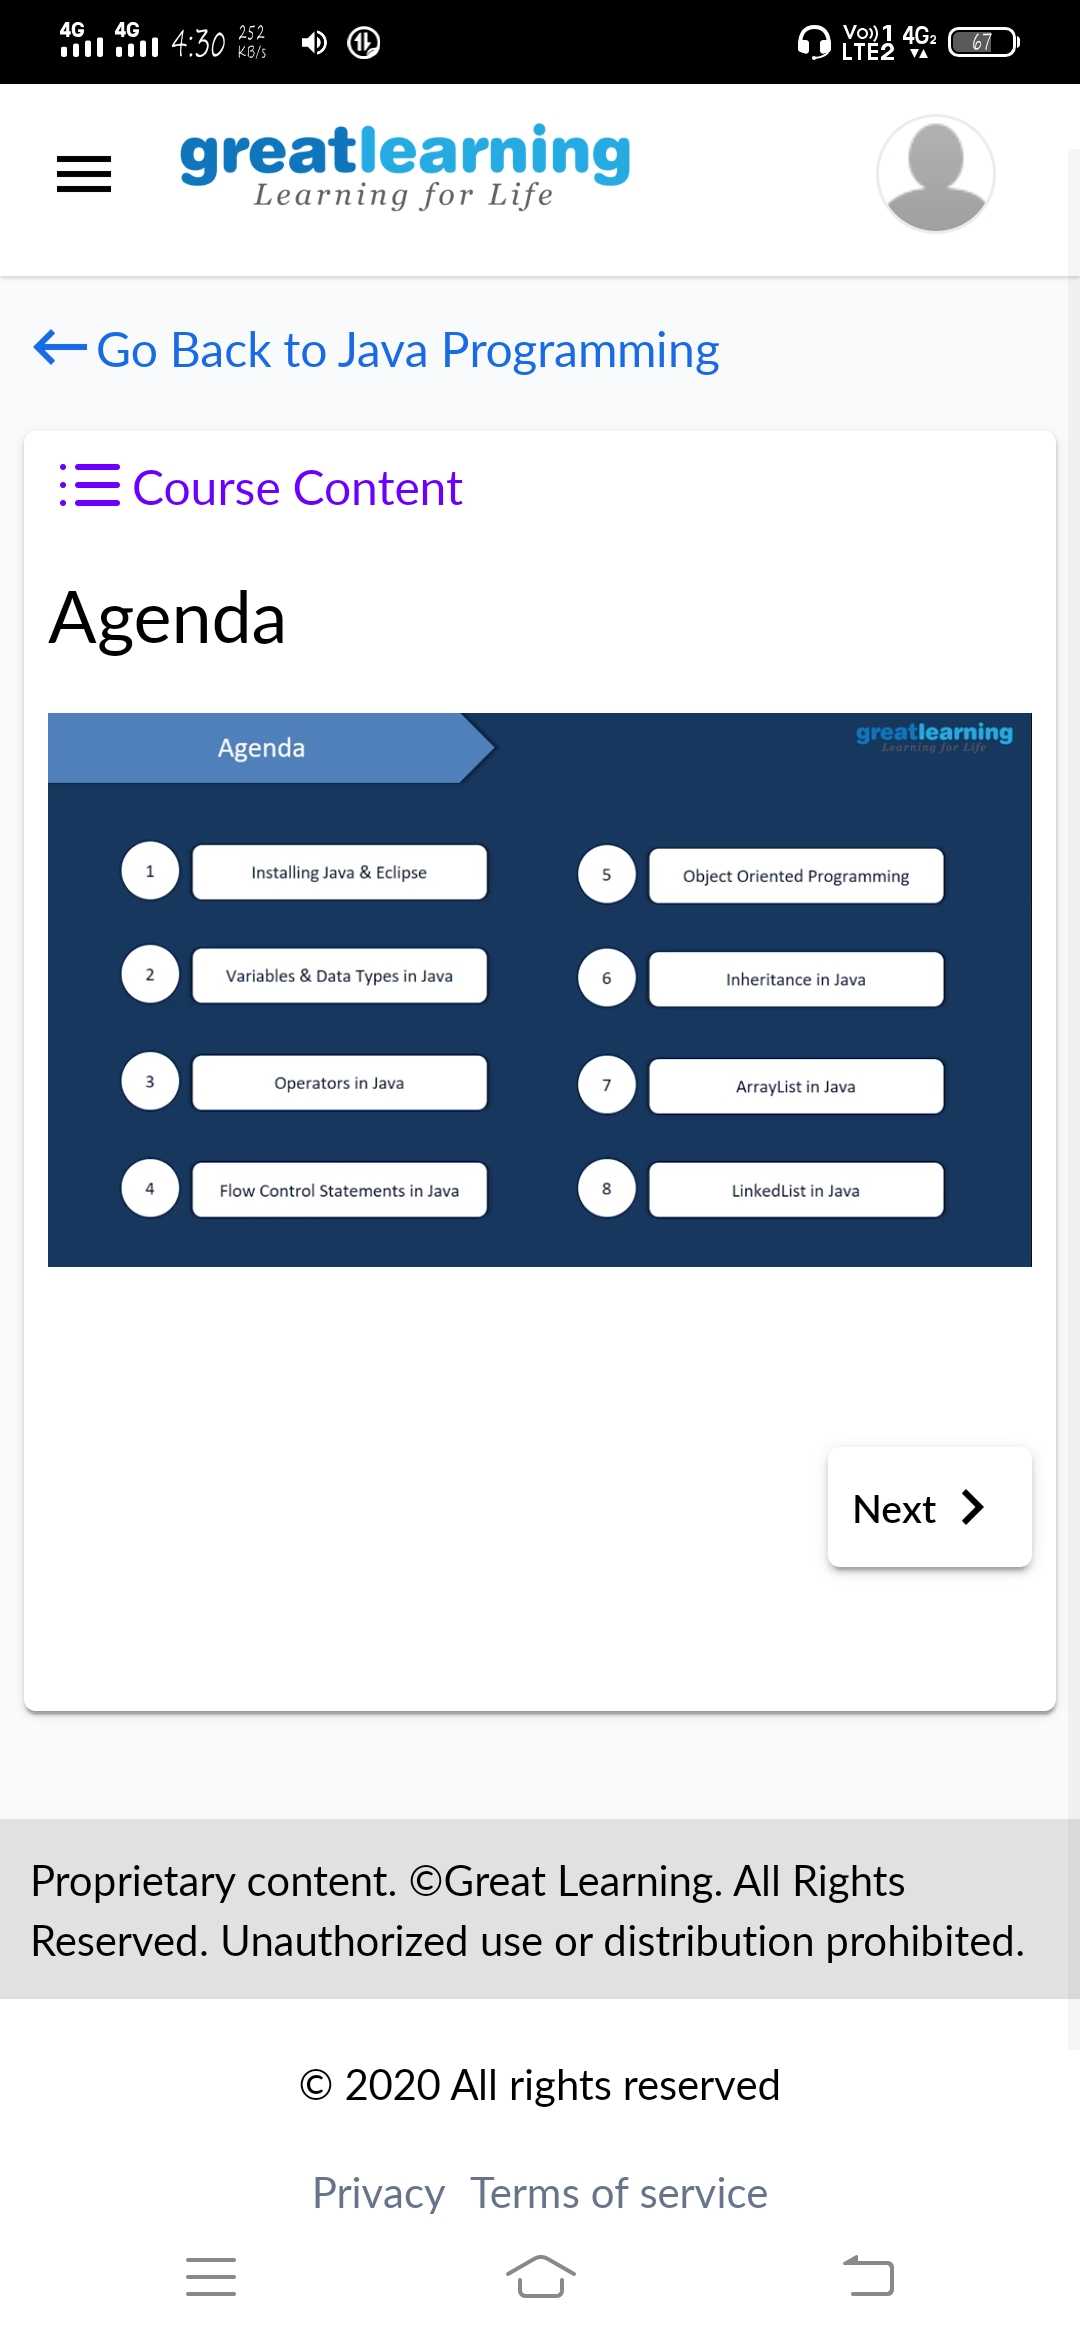 4G 4G 4:30 252 KB/s Vo)) 1 LTE2 4G2 67
greatlearning
Learning for Life
Go Back to Java Programming
Course Content
Agenda
Agenda
greatlearning
Learning for Life
1 Installing Java & Eclipse
2 Variables & Data Types in Java
3 Operators in Java
4 Flow Control Statements in Java
5 Object Oriented Programming
6 Inheritance in Java
7 ArrayList in Java
8 LinkedList in Java
Next
Proprietary content. ©Great Learning. All Rights
Reserved. Unauthorized use or distribution prohibited.
© 2020 All rights reserved
Privacy Terms of service